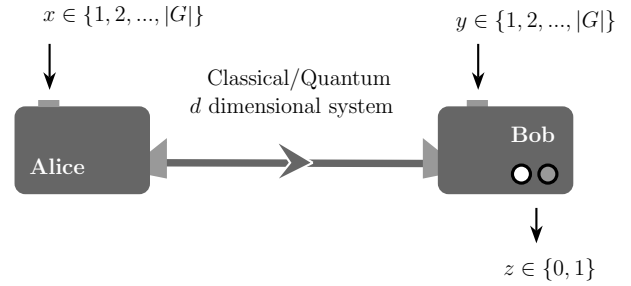 x ∈ {1, 2, ..., |G|}
y ∈ {1, 2, ..., |G|}
Classical/Quantum
d dimensional system
Alice
Bob
z ∈ {0, 1}